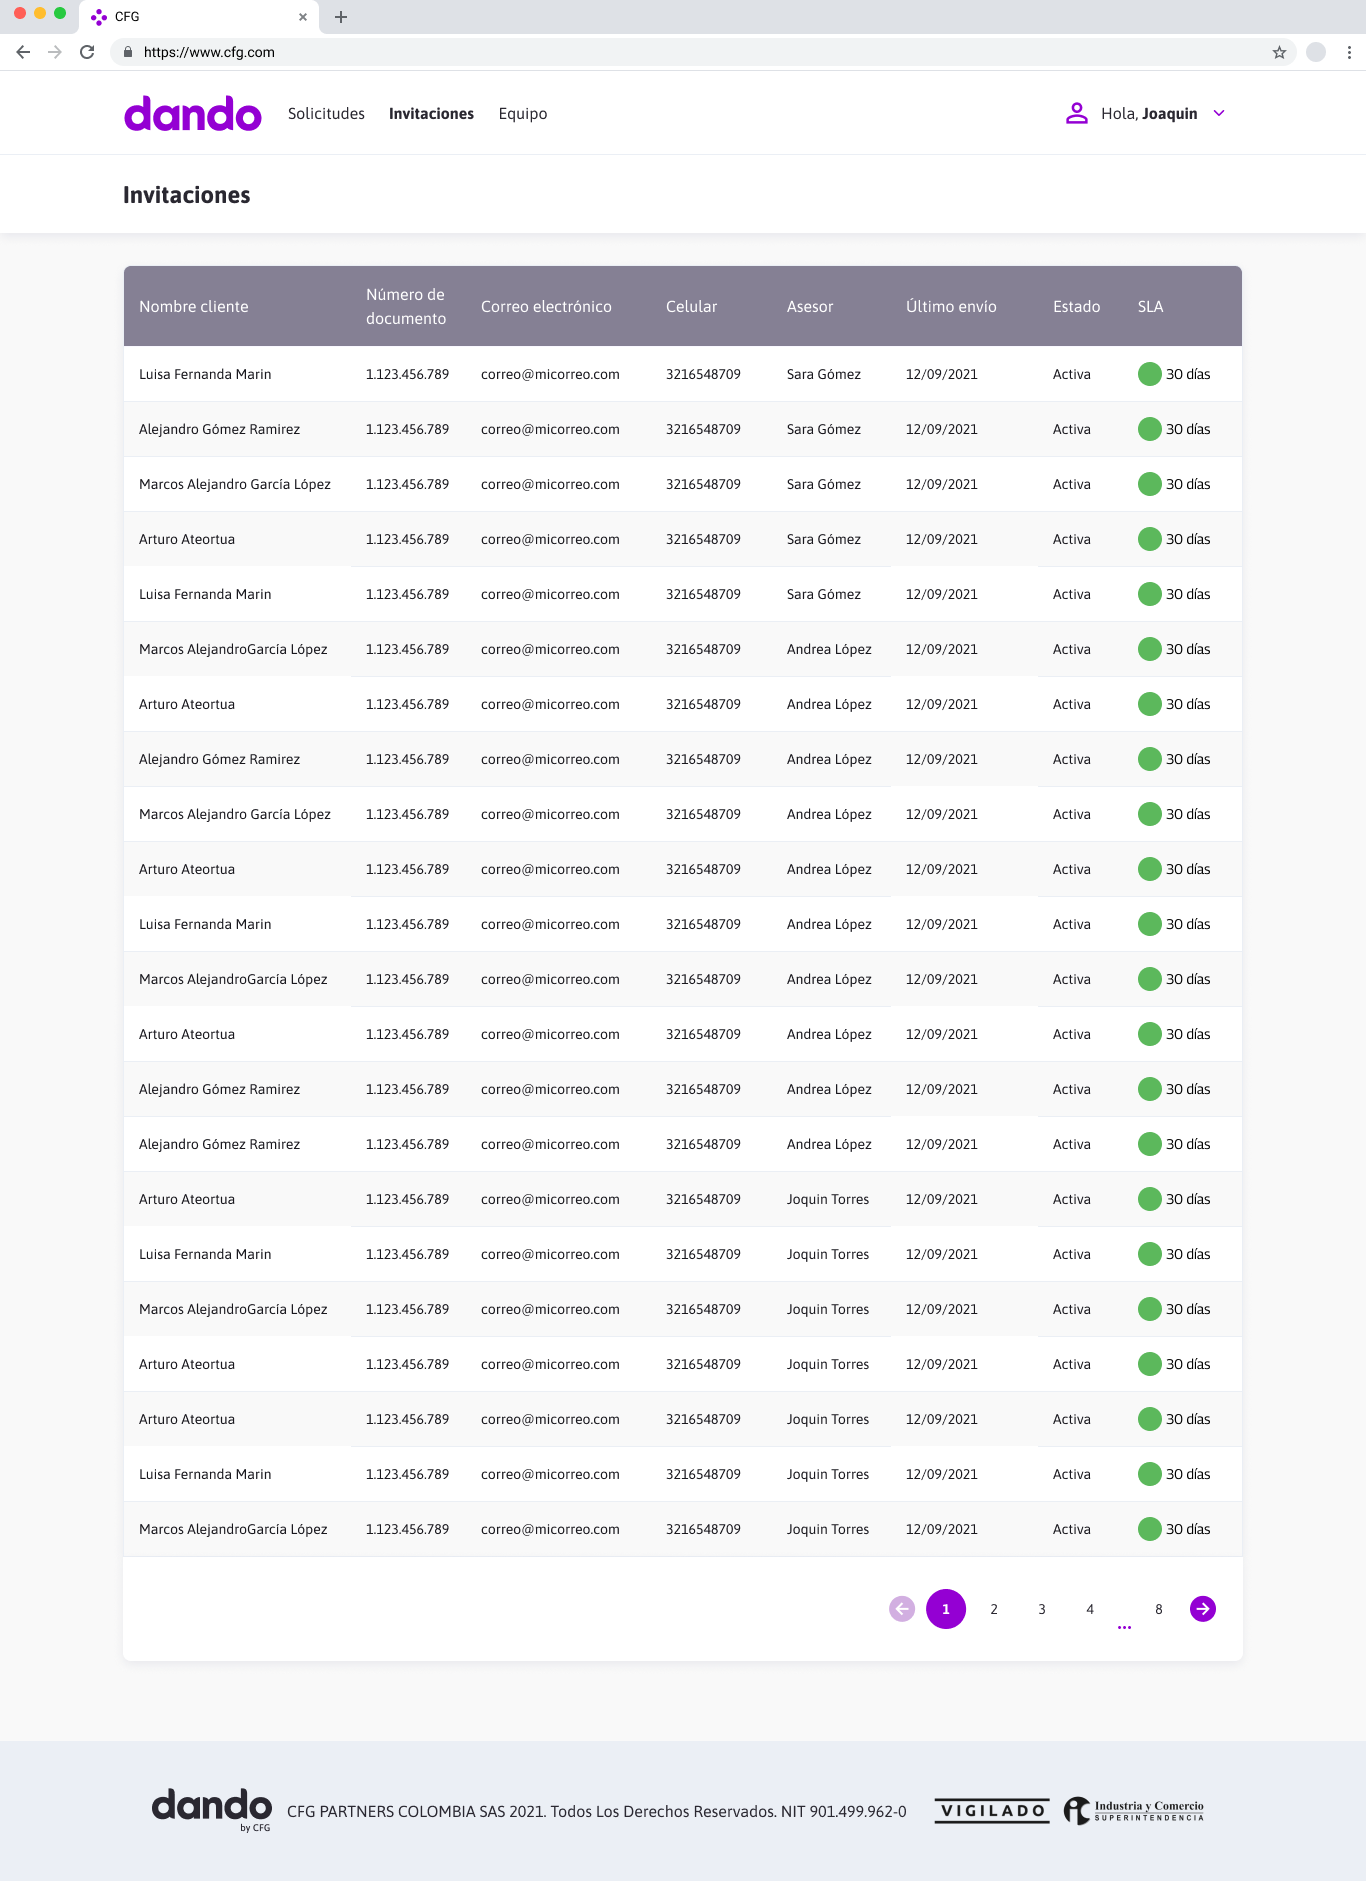 CFG
https://www.cfg.com
dando Solicitudes Invitaciones Equipo Hola, Joaquin
Invitaciones
Nombre cliente Número de documento Correo electrónico Celular Asesor Último envío Estado SLA
Luisa Fernanda Marin 1.123.456.789 correo@micorreo.com 3216548709 Sara Gómez 12/09/2021 Activa 30 días
Alejandro Gómez Ramirez 1.123.456.789 correo@micorreo.com 3216548709 Sara Gómez 12/09/2021 Activa 30 días
Marcos Alejandro García López 1.123.456.789 correo@micorreo.com 3216548709 Sara Gómez 12/09/2021 Activa 30 días
Arturo Ateortua 1.123.456.789 correo@micorreo.com 3216548709 Sara Gómez 12/09/2021 Activa 30 días
Luisa Fernanda Marin 1.123.456.789 correo@micorreo.com 3216548709 Sara Gómez 12/09/2021 Activa 30 días
Marcos AlejandroGarcía López 1.123.456.789 correo@micorreo.com 3216548709 Andrea López 12/09/2021 Activa 30 días
Arturo Ateortua 1.123.456.789 correo@micorreo.com 3216548709 Andrea López 12/09/2021 Activa 30 días
Alejandro Gómez Ramirez 1.123.456.789 correo@micorreo.com 3216548709 Andrea López 12/09/2021 Activa 30 días
Marcos Alejandro García López 1.123.456.789 correo@micorreo.com 3216548709 Andrea López 12/09/2021 Activa 30 días
Arturo Ateortua 1.123.456.789 correo@micorreo.com 3216548709 Andrea López 12/09/2021 Activa 30 días
Luisa Fernanda Marin 1.123.456.789 correo@micorreo.com 3216548709 Andrea López 12/09/2021 Activa 30 días
Marcos AlejandroGarcía López 1.123.456.789 correo@micorreo.com 3216548709 Andrea López 12/09/2021 Activa 30 días
Arturo Ateortua 1.123.456.789 correo@micorreo.com 3216548709 Andrea López 12/09/2021 Activa 30 días
Alejandro Gómez Ramirez 1.123.456.789 correo@micorreo.com 3216548709 Andrea López 12/09/2021 Activa 30 días
Alejandro Gómez Ramirez 1.123.456.789 correo@micorreo.com 3216548709 Andrea López 12/09/2021 Activa 30 días
Arturo Ateortua 1.123.456.789 correo@micorreo.com 3216548709 Joquin Torres 12/09/2021 Activa 30 días
Luisa Fernanda Marin 1.123.456.789 correo@micorreo.com 3216548709 Joquin Torres 12/09/2021 Activa 30 días
Marcos AlejandroGarcía López 1.123.456.789 correo@micorreo.com 3216548709 Joquin Torres 12/09/2021 Activa 30 días
Arturo Ateortua 1.123.456.789 correo@micorreo.com 3216548709 Joquin Torres 12/09/2021 Activa 30 días
Arturo Ateortua 1.123.456.789 correo@micorreo.com 3216548709 Joquin Torres 12/09/2021 Activa 30 días
Luisa Fernanda Marin 1.123.456.789 correo@micorreo.com 3216548709 Joquin Torres 12/09/2021 Activa 30 días
Marcos AlejandroGarcía López 1.123.456.789 correo@micorreo.com 3216548709 Joquin Torres 12/09/2021 Activa 30 días
1 2 3 4 ... 8
dando
by CFG
CFG PARTNERS COLOMBIA SAS 2021. Todos Los Derechos Reservados. NIT 901.499.962-0
VIGILADO
Industria y Comercio
SUPERINTENDENCIA